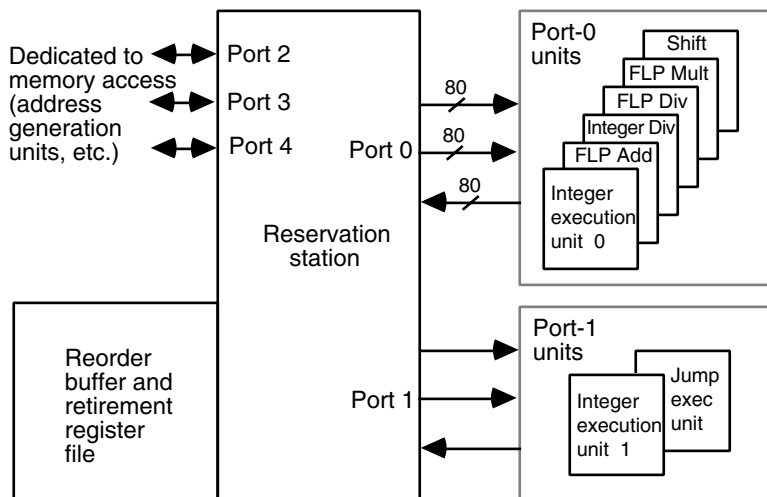 Dedicated to
memory access
(address
generation
units, etc.)
Port 2
Port 3
Port 4
Port 0
Reservation
station
Port 1
Reorder
buffer and
retirement
register
file
80
80
80
Port-0
units
Shift
FLP Mult
FLP Div
Integer Div
FLP Add
Integer
execution
unit 0
Port-1
units
Jump
exec
unit
Integer
execution
unit 1